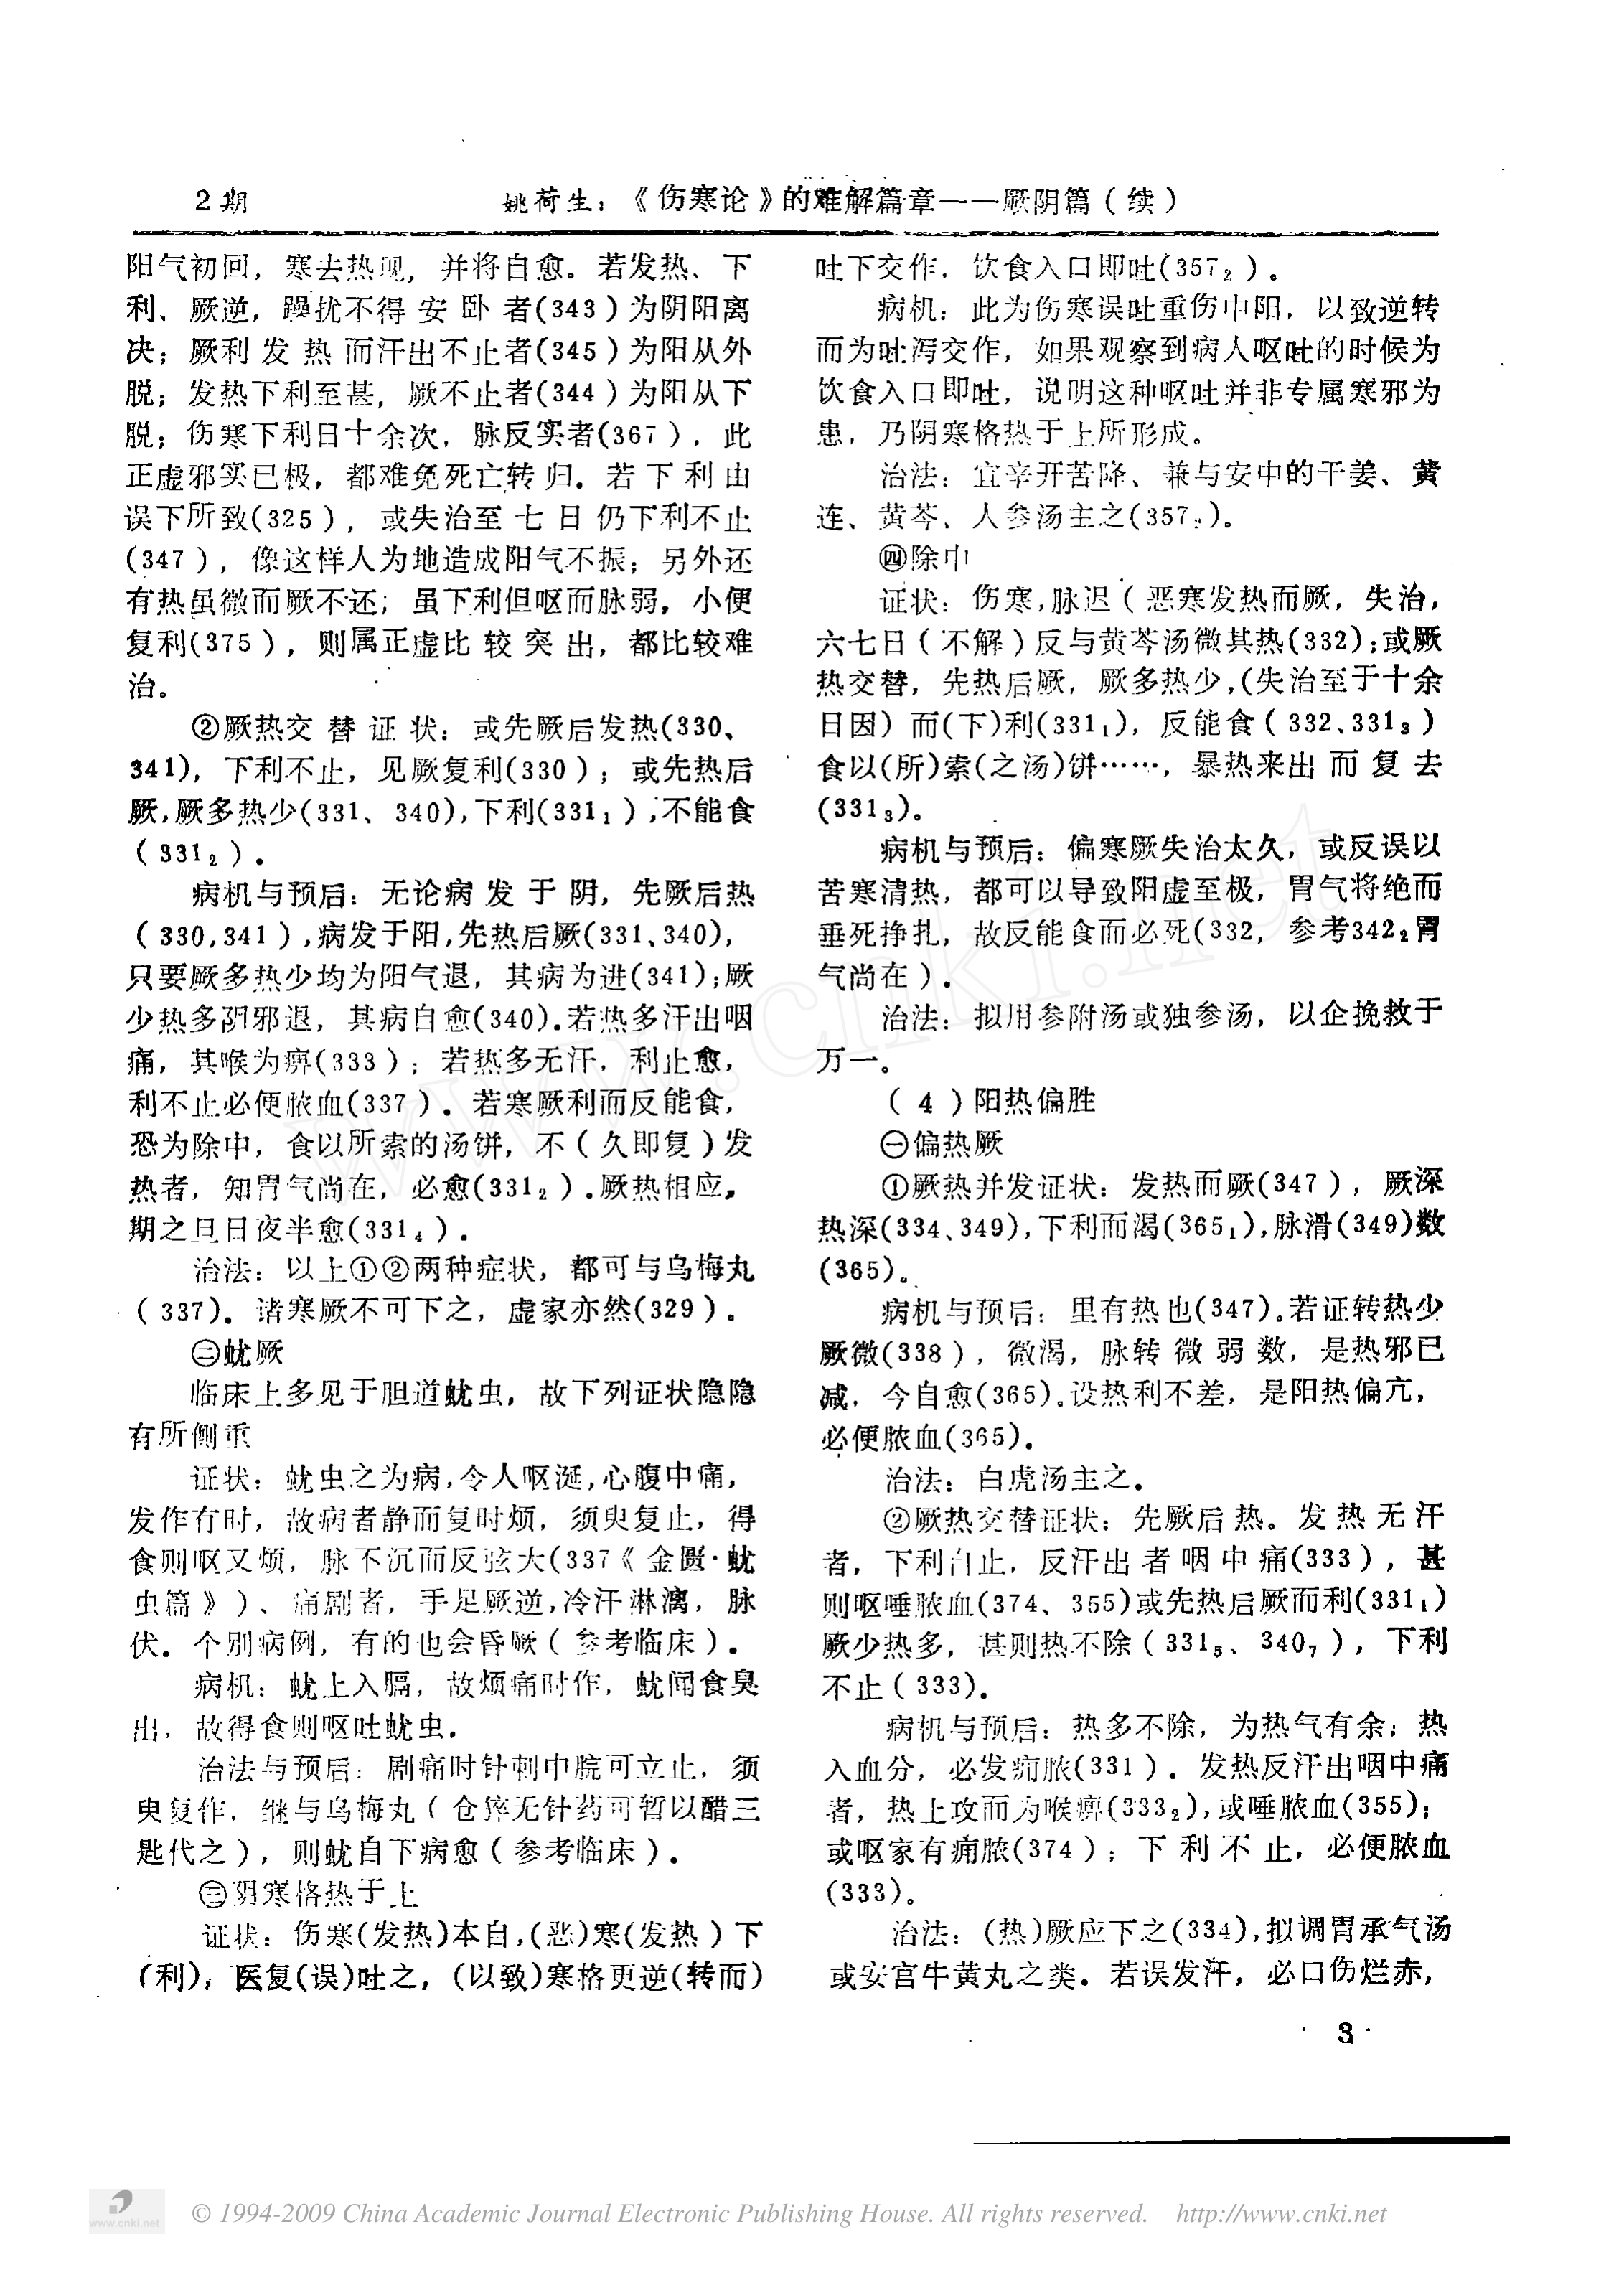 2期
姚荷生：《伤寒论》的难解篇章——厥阴篇（续）
阳气初回，寒去热现，并将自愈。若发热、下
利、厥逆，躁扰不得安卧者(343)为阴阳离
决；厥利发热而汗出不止者(345)为阳从外
脱；发热下利至甚，厥不止者(344)为阳从下
脱；伤寒下利日十余次，脉反实者(367)，此
正虚邪实已极，都难免死亡转归。若下利由
误下所致(325)，或失治至七日仍下利不止
(347)，像这样人为地造成阳气不振；另外还
有热虽微而厥不还；虽下利但呕而脉弱，小便
复利(375)，则属正虚比较突出，都比较难
治。
②厥热交替证状：或先厥后发热(330、
341)，下利不止，见厥复利(330)；或先热后
厥，厥多热少(331、340)，下利(331₁)，不能食
(331₂)。
病机与预后：无论病发于阴，先厥后热
(330,341)，病发于阳，先热后厥(331、340)，
只要厥多热少均为阳气退，其病为进(341)；厥
少热多阴邪退，其病自愈(340)。若热多汗出咽
痛，其喉为痹(333)；若热多无汗，利止愈，
利不止必便脓血(337)。若寒厥利而反能食，
恐为除中，食以所索的汤饼，不（久即复）发
热者，知胃气尚在，必愈(331₂)。厥热相应，
期之旦日夜半愈(331₄)。
治法：以上①②两种症状，都可与乌梅丸
(337)。诸寒厥不可下之，虚家亦然(329)。
㊁蚘厥
临床上多见于胆道蚘虫，故下列证状隐隐
有所侧重
证状：蚘虫之为病，令人呕涎，心腹中痛，
发作有时，故病者静而复时烦，须臾复止，得
食则呕又烦，脉不沉而反弦大(337《金匮·蚘
虫篇》)、痛剧者，手足厥逆，冷汗淋漓，脉
伏。个别病例，有的也会昏厥（参考临床）。
病机：蚘上入膈，故烦痛时作，蚘闻食臭
出，故得食则呕吐蚘虫。
治法与预后：剧痛时针刺中脘可立止，须
臾复作，继与乌梅丸（仓猝无针药可暂以醋三
匙代之），则蚘自下病愈（参考临床）。
㊂阴寒格热于上
证状：伤寒(发热)本自，(恶)寒(发热)下
(利)，医复(误)吐之，(以致)寒格更逆(转而)
吐下交作，饮食入口即吐(357₂)。
病机：此为伤寒误吐重伤中阳，以致逆转
而为吐泻交作，如果观察到病人呕吐的时候为
饮食入口即吐，说明这种呕吐并非专属寒邪为
患，乃阴寒格热于上所形成。
治法：宜辛开苦降、兼与安中的干姜、黄
连、黄芩、人参汤主之(357)。
㊃除中
证状：伤寒，脉迟（恶寒发热而厥，失治，
六七日（不解）反与黄芩汤微其热(332)；或厥
热交替，先热后厥，厥多热少，(失治至于十余
日因）而(下)利(331₁)，反能食(332、331₃)
食以(所)索(之汤)饼……，暴热来出而复去
(331₃)。
病机与预后：偏寒厥失治太久，或反误以
苦寒清热，都可以导致阳虚至极，胃气将绝而
垂死挣扎，故反能食而必死(332，参考342₂胃
气尚在)。
治法：拟用参附汤或独参汤，以企挽救于
万一。
(4)阳热偏胜
㊀偏热厥
①厥热并发证状：发热而厥(347)，厥深
热深(334、349)，下利而渴(365₁)，脉滑(349)数
(365)。
病机与预后：里有热也(347)。若证转热少
厥微(338)，微渴，脉转微弱数，是热邪已
减，今自愈(365)。设热利不差，是阳热偏亢，
必便脓血(365)。
治法：白虎汤主之。
②厥热交替证状：先厥后热。发热无汗
者，下利自止，反汗出者咽中痛(333)，甚
则呕唾脓血(374、355)或先热后厥而利(331₁)
厥少热多，甚则热不除(331₅、340₇)，下利
不止(333)。
病机与预后：热多不除，为热气有余；热
入血分，必发痈脓(331)。发热反汗出咽中痛
者，热上攻而为喉痹(333₂)，或唾脓血(355)；
或呕家有痈脓(374)；下利不止，必便脓血
(333)。
治法：(热)厥应下之(334)，拟调胃承气汤
或安宫牛黄丸之类。若误发汗，必口伤烂赤，
· 3 ·
www.cnki.net
www.cnki.net
© 1994-2009 China Academic Journal Electronic Publishing House. All rights reserved. http://www.cnki.net